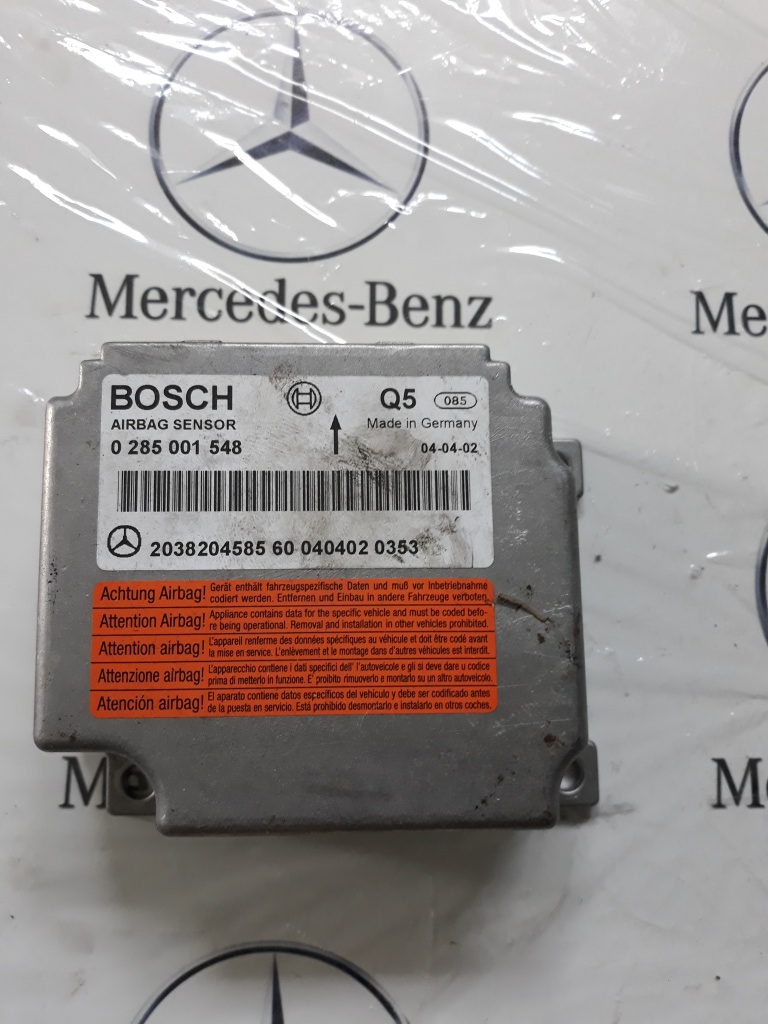 Mercedes-Benz
Me
BOSCH
Q5 085
AIRBAG SENSOR
Made in Germany
0 285 001 548
04-04-02
2038204585 60 040402 0353
Achtung Airbag! Gerät enthält fahrzeugspezifische Daten und muß vor Inbetriebnahme
codiert werden. Entfernen und Einbau in andere Fahrzeuge verboten.
Attention Airbag! Appliance contains data for the specific vehicle and must be coded befo-
re being operational. Removal and installation in other vehicles prohibited.
Attention airbag! L'appareil renferme des données spécifiques au véhicule et doit être codé avant
la mise en service. L'enlèvement et le montage dans d'autres véhicules est interdit.
Attenzione airbag! L'apparecchio contiene i dati specifici dell' l'autoveicolo e gli si deve dare u codice
prima di metterlo in funzione. E' proibito rimuoverlo e montarlo su un altro autoveicolo.
Atención airbag! El aparato contiene datos específicos del vehículo y debe ser codificado antes
de la puesta en servicio. Está prohibido desmontarlo e instalarlo en otros coches.
Me
M